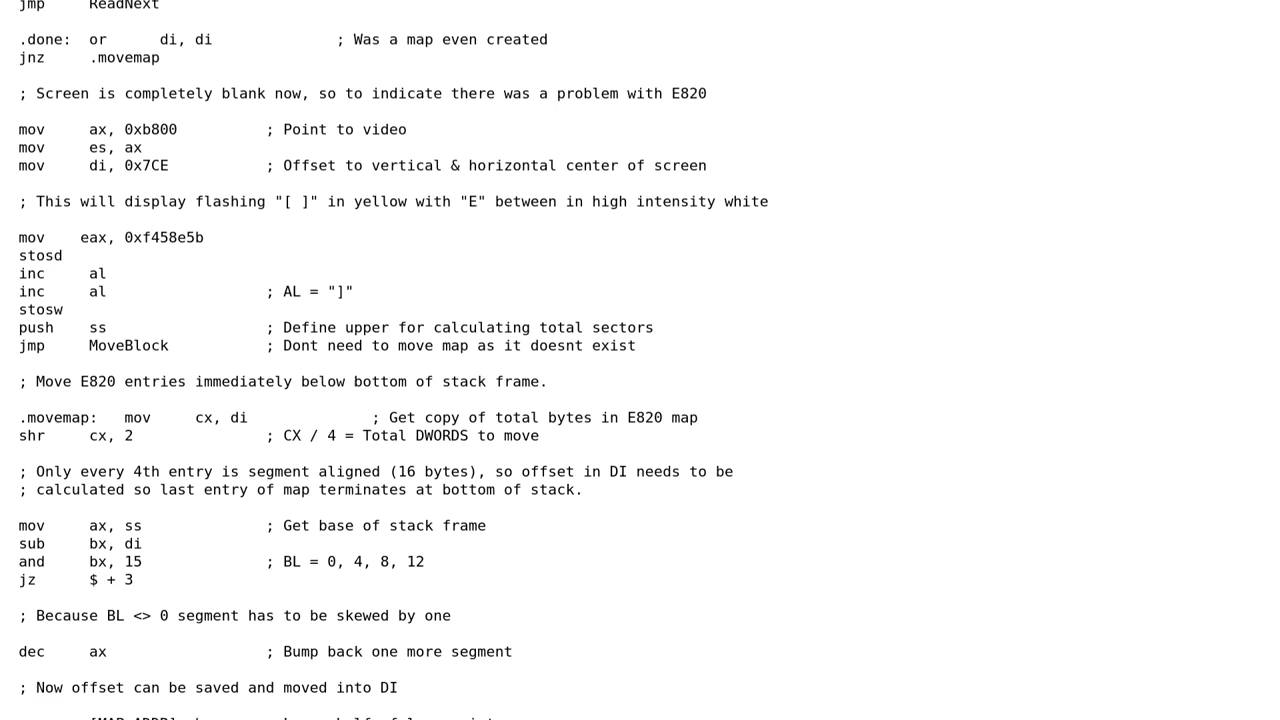 jmp     ReadNext
.done:  or      di, di              ; Was a map even created
jnz     .movemap
; Screen is completely blank now, so to indicate there was a problem with E820
mov     ax, 0xb800          ; Point to video
mov     es, ax
mov     di, 0x7CE           ; Offset to vertical & horizontal center of screen
; This will display flashing "[ ]" in yellow with "E" between in high intensity white
mov    eax, 0xf458e5b
stosd
inc     al
inc     al                  ; AL = "]"
stosw
push    ss                  ; Define upper for calculating total sectors
jmp     MoveBlock           ; Dont need to move map as it doesnt exist
; Move E820 entries immediately below bottom of stack frame.
.movemap:   mov     cx, di              ; Get copy of total bytes in E820 map
shr     cx, 2               ; CX / 4 = Total DWORDS to move
; Only every 4th entry is segment aligned (16 bytes), so offset in DI needs to be
; calculated so last entry of map terminates at bottom of stack.
mov     ax, ss              ; Get base of stack frame
sub     bx, di
and     bx, 15              ; BL = 0, 4, 8, 12
jz      $ + 3
; Because BL <> 0 segment has to be skewed by one
dec     ax                  ; Bump back one more segment
; Now offset can be saved and moved into DI